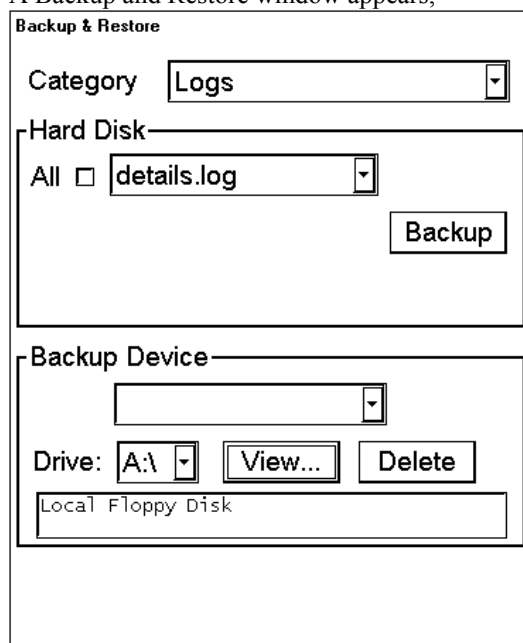 A Backup and Restore window appears,
Backup & Restore
Category Logs
Hard Disk
All details.log
Backup
Backup Device
Drive: A:\ View... Delete
Local Floppy Disk